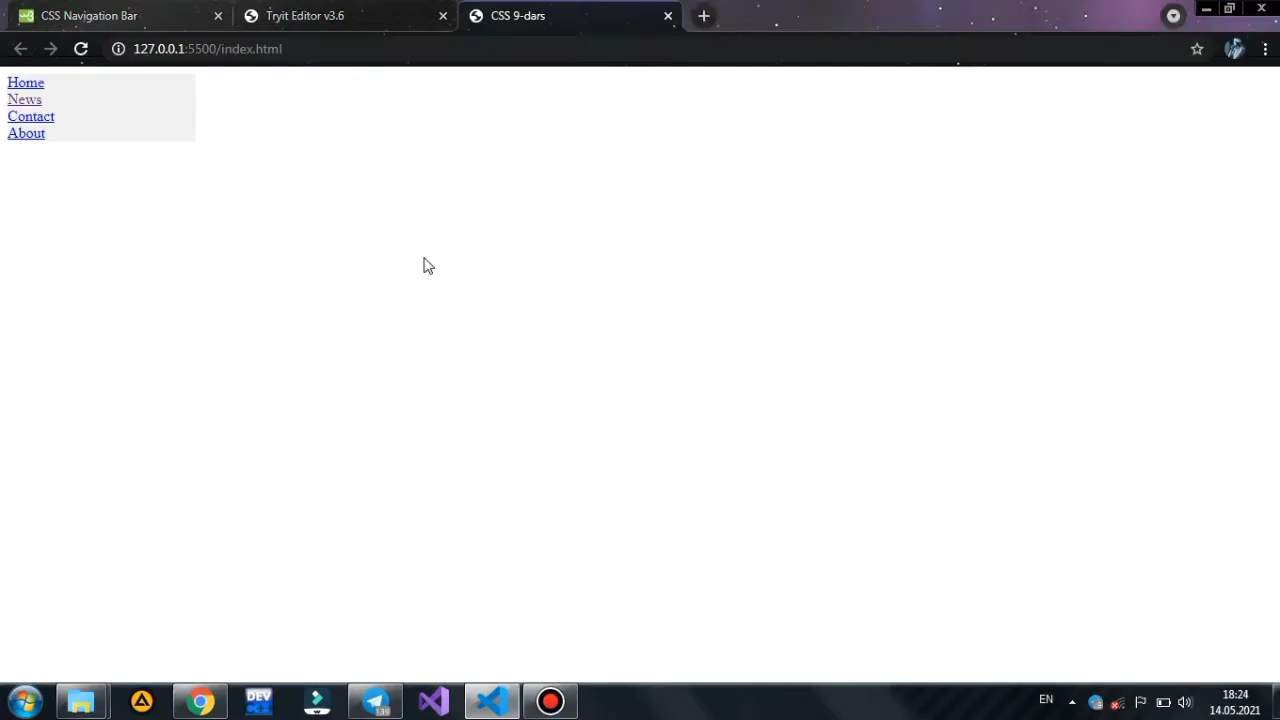 CSS Navigation Bar
Tryit Editor v3.6
CSS 9-dars
127.0.0.1:5500/index.html
Home
News
Contact
About
DEV
139
EN
18:24
14.05.2021